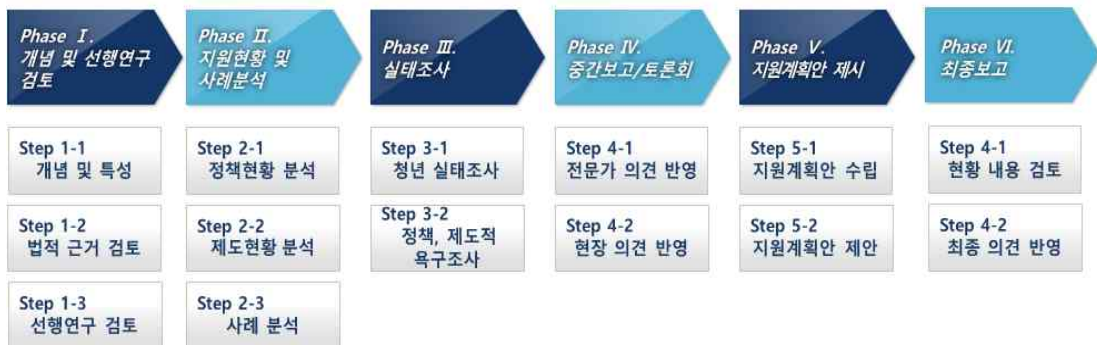 Phase Ⅰ.
개념 및 선행연구
검토
Phase Ⅱ.
지원현황 및
사례분석
Phase Ⅲ.
실태조사
Phase Ⅳ.
중간보고/토론회
Phase Ⅴ.
지원계획안 제시
Phase Ⅵ.
최종보고
Step 1-1
개념 및 특성
Step 1-2
법적 근거 검토
Step 1-3
선행연구 검토
Step 2-1
정책현황 분석
Step 2-2
제도현황 분석
Step 2-3
사례 분석
Step 3-1
청년 실태조사
Step 3-2
정책, 제도적
욕구조사
Step 4-1
전문가 의견 반영
Step 4-2
현장 의견 반영
Step 5-1
지원계획안 수립
Step 5-2
지원계획안 제안
Step 4-1
현황 내용 검토
Step 4-2
최종 의견 반영